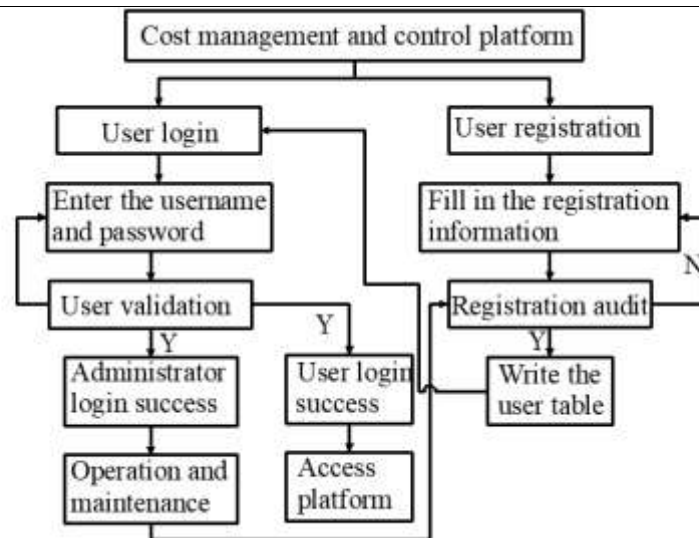 Cost management and control platform
User login
User registration
Enter the username
and password
Fill in the registration
information
N
User validation
Registration audit
Y
Y
Y
Administrator
login success
User login
success
Write the
user table
Operation and
maintenance
Access
platform